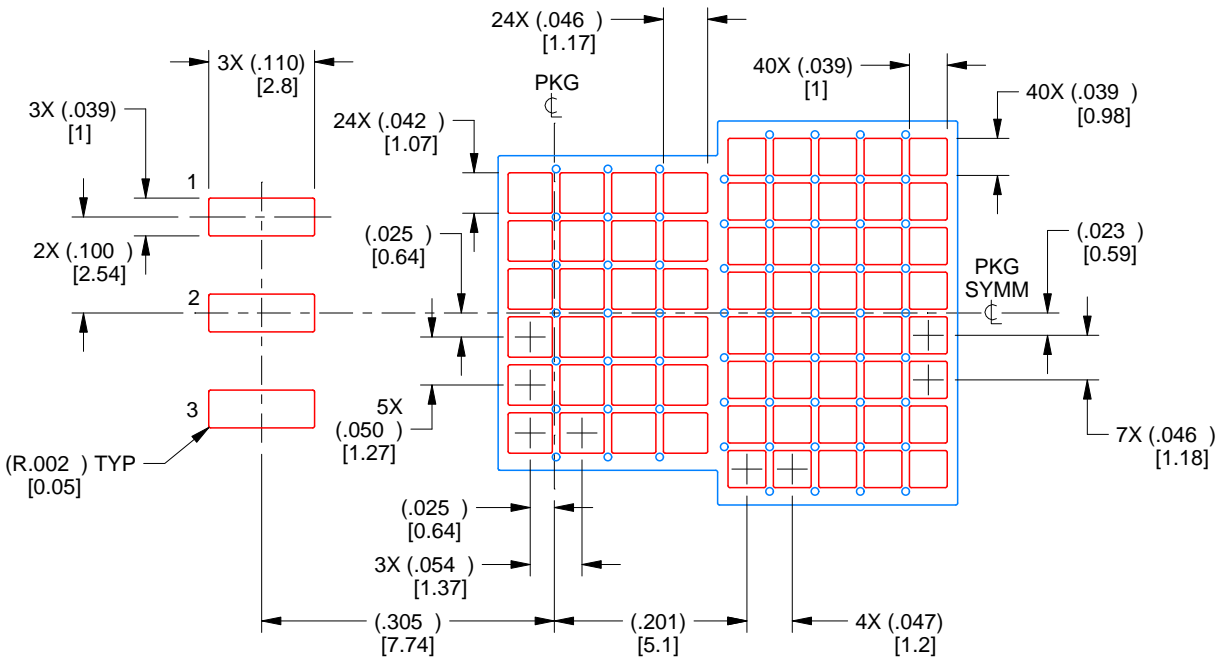 24X (.046 )
[1.17]
3X (.110)
[2.8]
PKG
40X (.039)
[1]
3X (.039)
[1]
24X (.042 )
[1.07]
40X (.039 )
[0.98]
1
2X (.100 )
[2.54]
(.025 )
[0.64]
(.023 )
[0.59]
PKG
SYMM
2
5X
(.050 )
[1.27]
3
7X (.046 )
[1.18]
(R.002 ) TYP
[0.05]
(.025 )
[0.64]
3X (.054 )
[1.37]
(.305 )
[7.74]
(.201)
[5.1]
4X (.047)
[1.2]